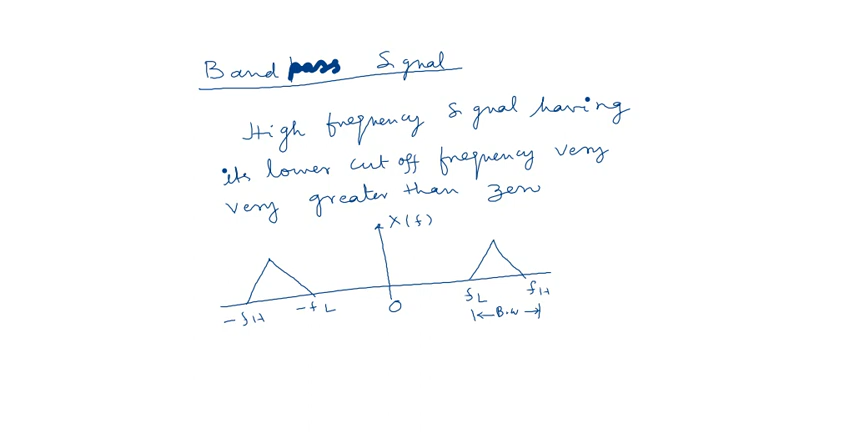 Band pass Signal
High frequency Signal having
its lower cut off frequency very
very greater than zero
X(f)
-fH -fL 0 fL fH
B.W